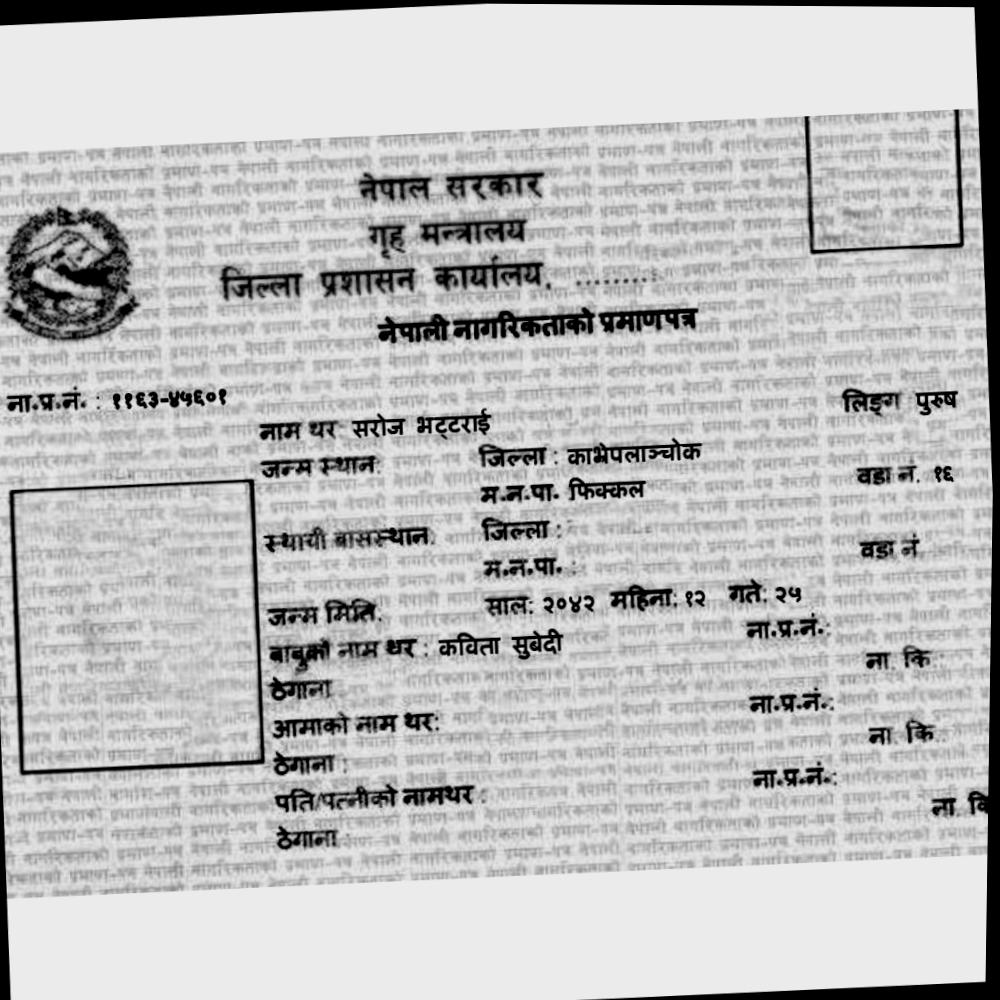 नेपाल सरकार
गृह मन्त्रालय
जिल्ला प्रशासन कार्यालय, .........
नेपाली नागरिकताको प्रमाणपत्र
ना.प्र.नं. : ११६३-४५६०१ लिङ्ग पुरुष
नाम थर सरोज भट्टराई
जन्म स्थान: जिल्ला : काभ्रेपलाञ्चोक वडा नं. १६
म.न.पा. फिक्कल
स्थायी बासस्थान: जिल्ला : वडा नं
म.न.पा. :
जन्म मिति: साल: २०४२ महिना: १२ गते: २५
बाबुको नाम थर : कविता सुबेदी ना.प्र.नं.:
ठेगाना ना. कि.:
आमाको नाम थर: ना.प्र.नं.:
ठेगाना : ना. कि.:
पति/पत्नीको नामथर : ना.प्र.नं.:
ठेगाना : ना. कि